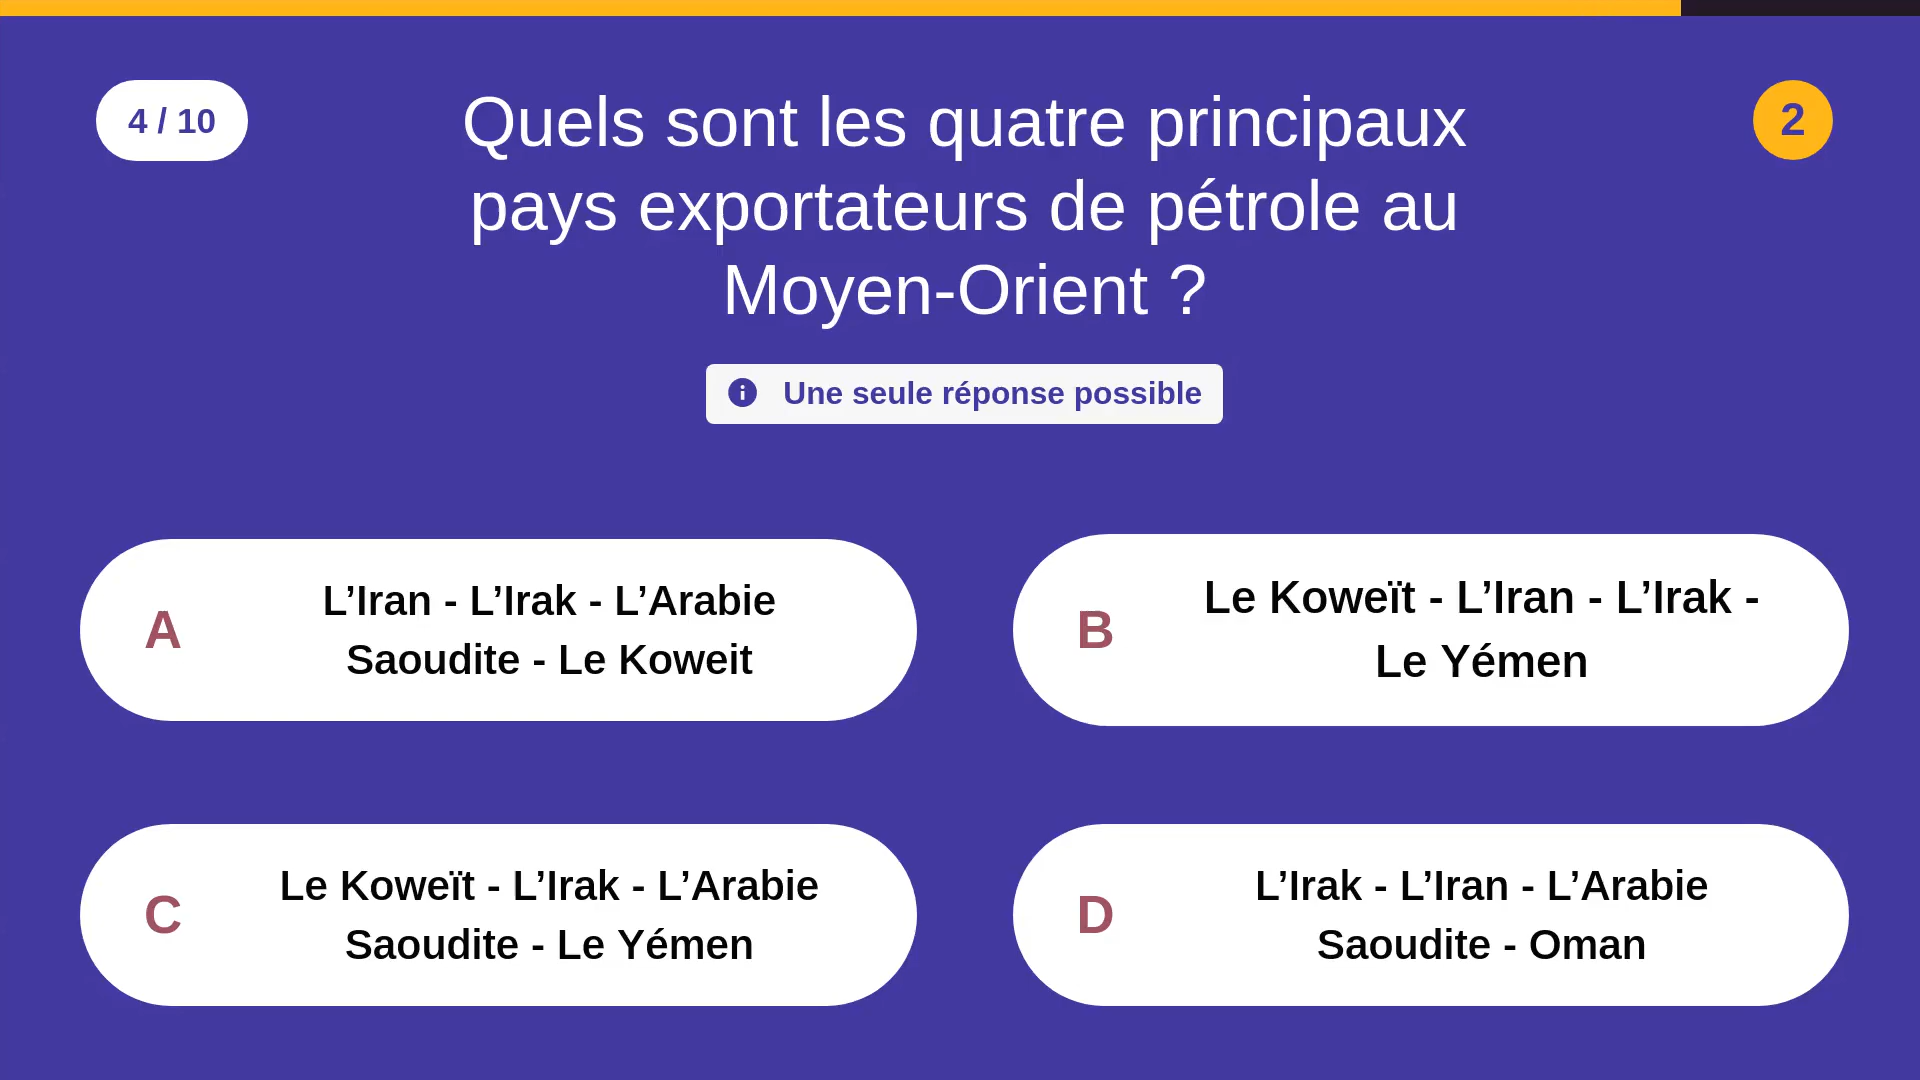 4 / 10
Quels sont les quatre principaux
pays exportateurs de pétrole au
Moyen-Orient ?
2
Une seule réponse possible
A
L’Iran - L’Irak - L’Arabie
Saoudite - Le Koweit
B
Le Koweït - L’Iran - L’Irak -
Le Yémen
C
Le Koweït - L’Irak - L’Arabie
Saoudite - Le Yémen
D
L’Irak - L’Iran - L’Arabie
Saoudite - Oman